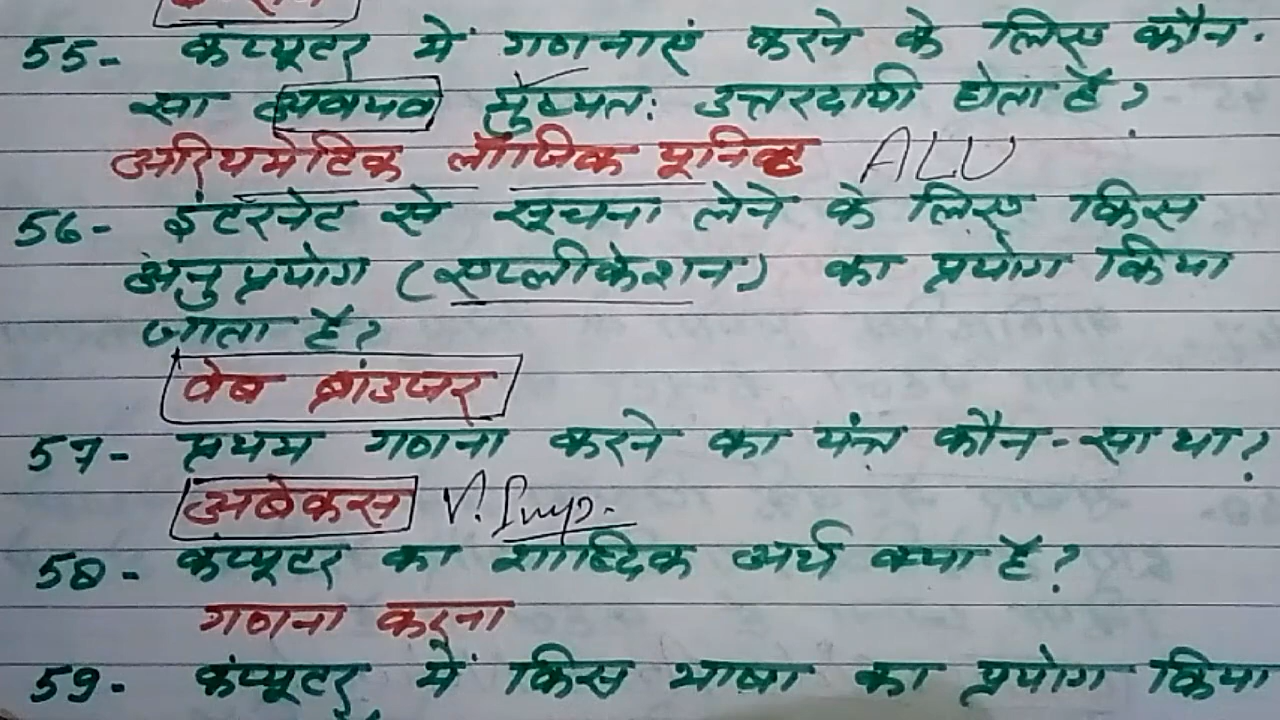 55- कंप्यूटर में गणनाएं करने के लिए कौन-
सा अवयव मुख्यतः उत्तरदायी होता है?
अरिथमेटिक लॉजिक यूनिट ALU
56- इंटरनेट से सूचना लेने के लिए किस
अनुप्रयोग (एप्लीकेशन) का प्रयोग किया
जाता है?
वेब ब्राउजर
57- प्रथम गणना करने का यंत्र कौन-सा था?
अबेकस V. Imp.
58- कंप्यूटर का शाब्दिक अर्थ क्या है?
गणना करना
59- कंप्यूटर में किस भाषा का प्रयोग किया